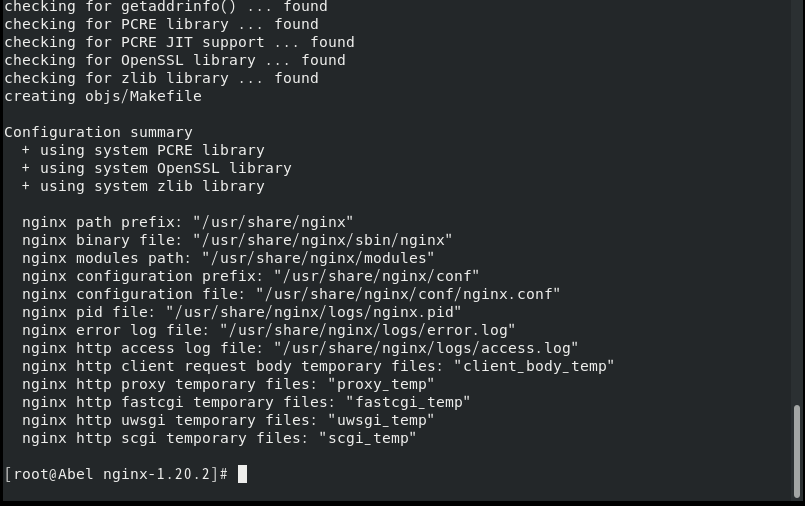 checking for getaddrinfo() ... found
checking for PCRE library ... found
checking for PCRE JIT support ... found
checking for OpenSSL library ... found
checking for zlib library ... found
creating objs/Makefile

Configuration summary
  + using system PCRE library
  + using system OpenSSL library
  + using system zlib library

  nginx path prefix: "/usr/share/nginx"
  nginx binary file: "/usr/share/nginx/sbin/nginx"
  nginx modules path: "/usr/share/nginx/modules"
  nginx configuration prefix: "/usr/share/nginx/conf"
  nginx configuration file: "/usr/share/nginx/conf/nginx.conf"
  nginx pid file: "/usr/share/nginx/logs/nginx.pid"
  nginx error log file: "/usr/share/nginx/logs/error.log"
  nginx http access log file: "/usr/share/nginx/logs/access.log"
  nginx http client request body temporary files: "client_body_temp"
  nginx http proxy temporary files: "proxy_temp"
  nginx http fastcgi temporary files: "fastcgi_temp"
  nginx http uwsgi temporary files: "uwsgi_temp"
  nginx http scgi temporary files: "scgi_temp"

[root@Abel nginx-1.20.2]#